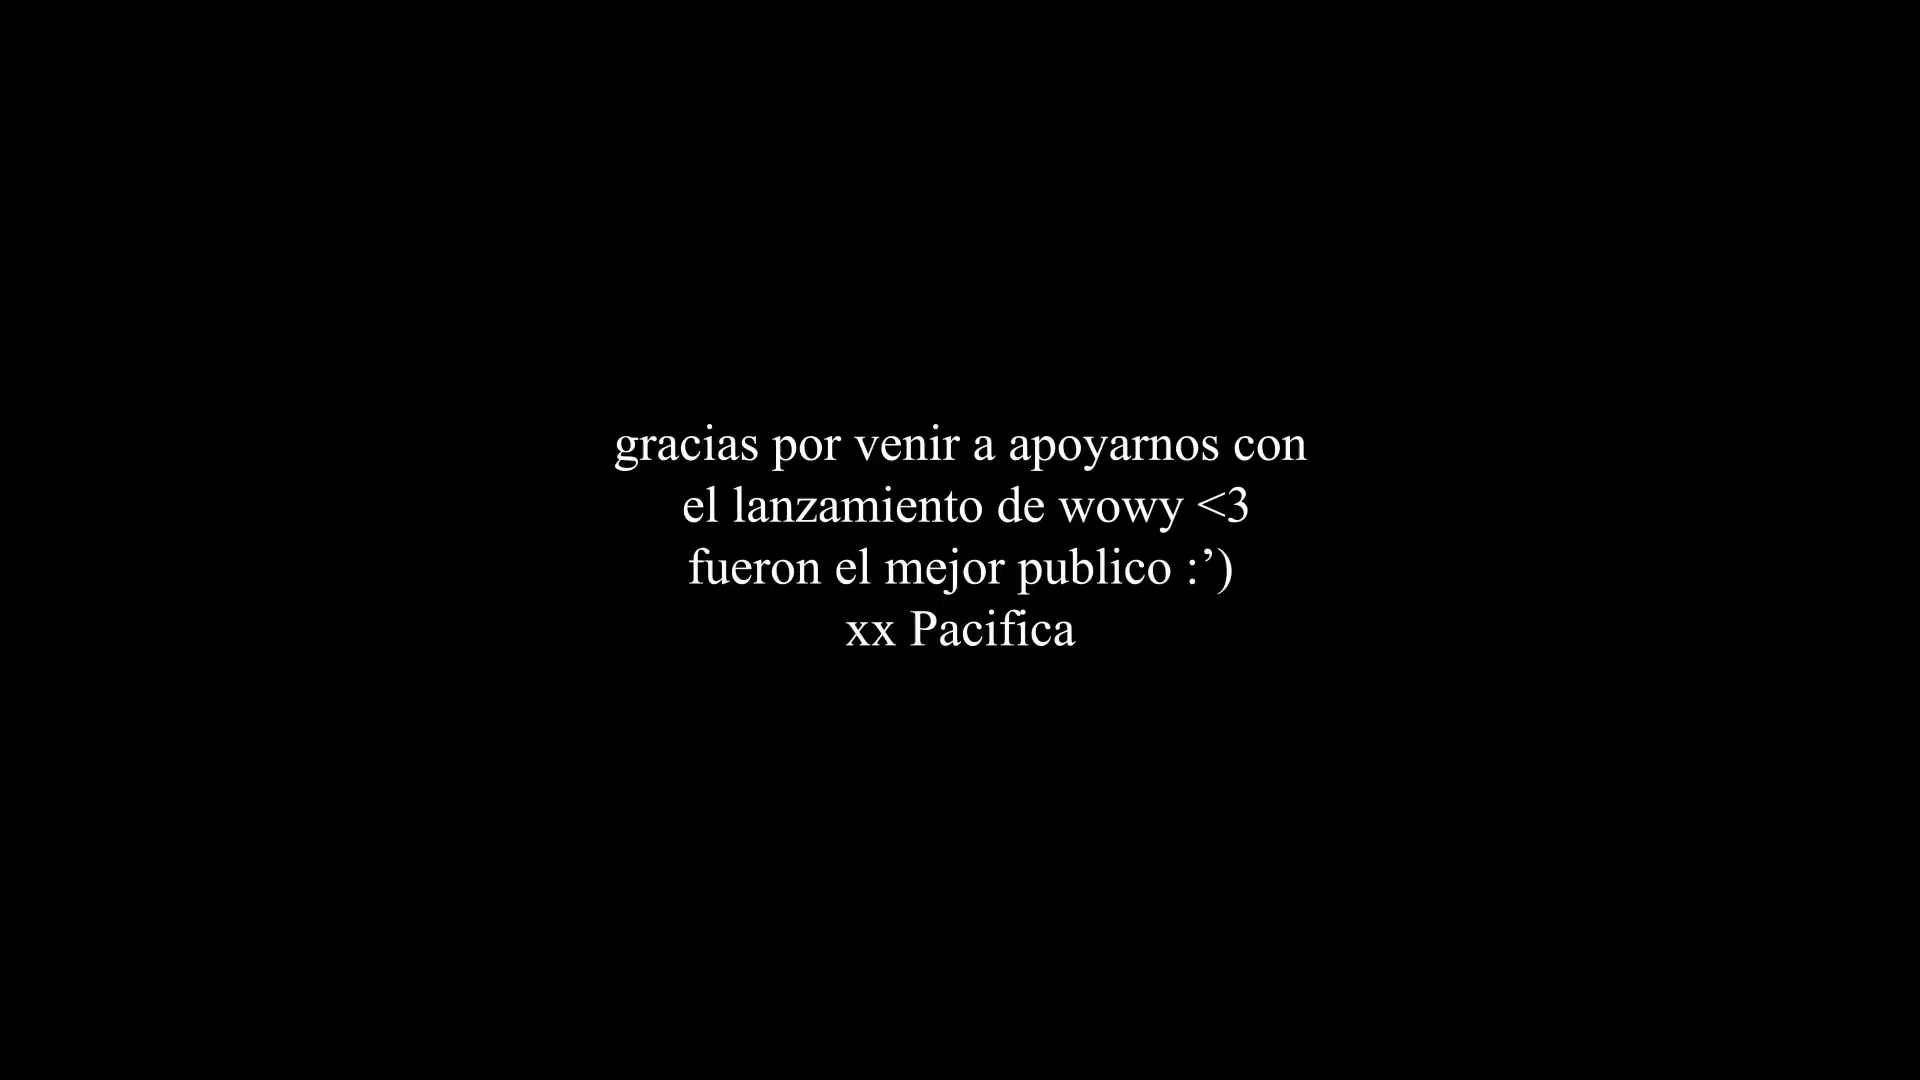 gracias por venir a apoyarnos con
el lanzamiento de wowy <3
fueron el mejor publico :’)
xx Pacifica